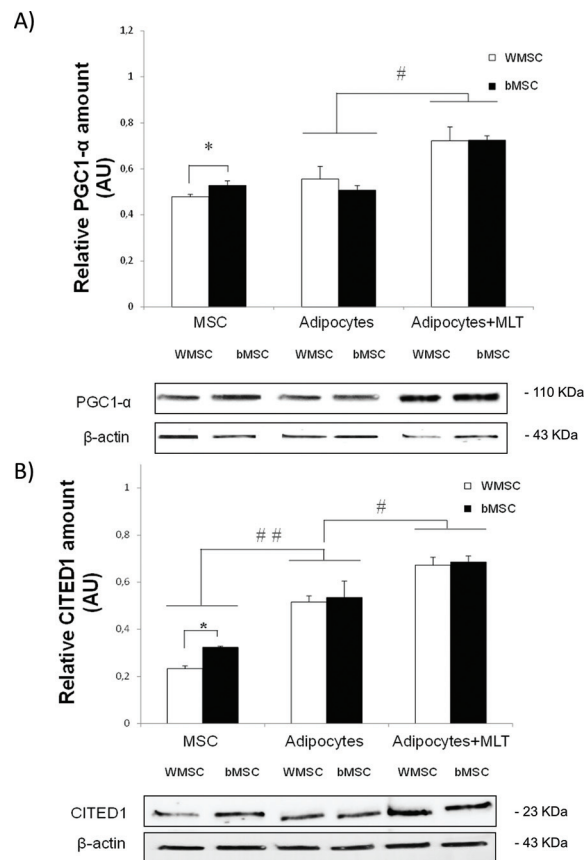 A)
Relative PGC1-α amount
(AU)
1,2
1
0,8
0,6
0,4
0,2
0
#
WMSC
bMSC
*
MSC Adipocytes Adipocytes+MLT
WMSC bMSC WMSC bMSC WMSC bMSC
PGC1-α - 110 KDa
β-actin - 43 KDa
B)
Relative CITED1 amount
(AU)
1
0,8
0,6
0,4
0,2
0
WMSC
bMSC
# #
#
*
MSC Adipocytes Adipocytes+MLT
WMSC bMSC WMSC bMSC WMSC bMSC
CITED1 - 23 KDa
β-actin - 43 KDa